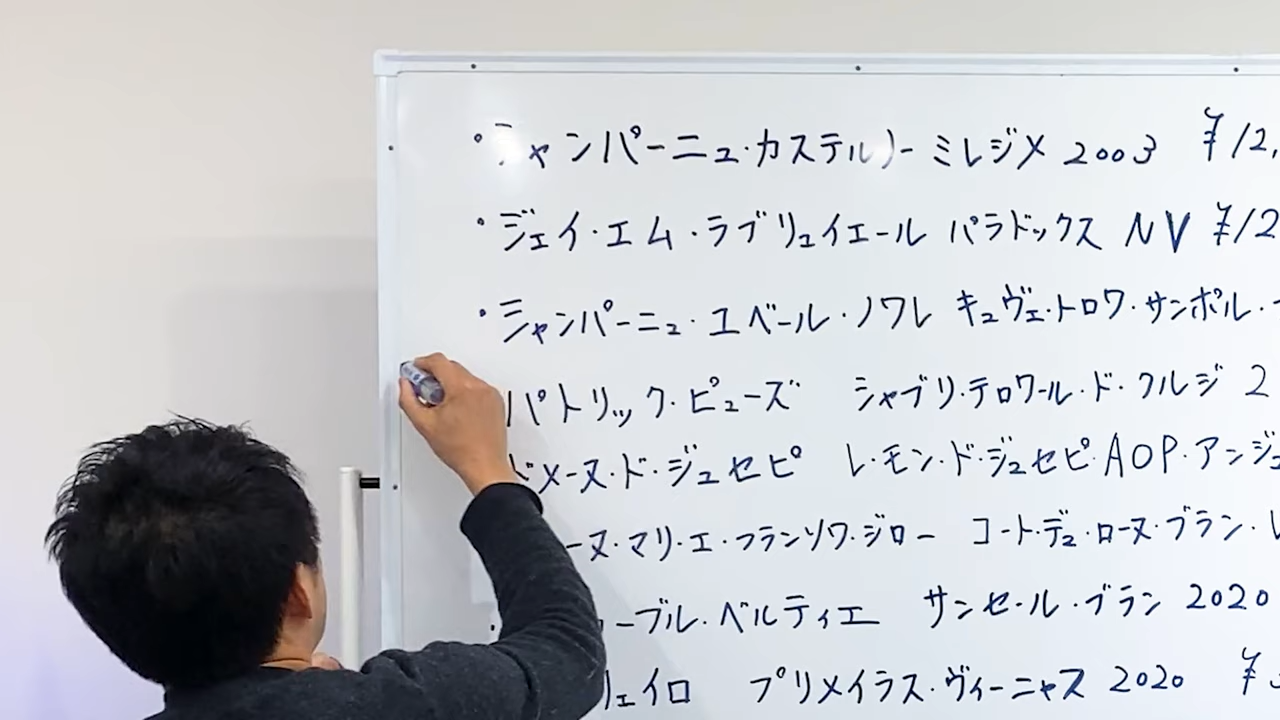 ・シャンパーニュ・カステルノー ミレジメ 2003 ¥12,
・ジェイ・エム・ラブリュイエール パラドックス NV ¥12
・シャンパーニュ・ユベール・ノワレ キュヴェ・トロワ・サンポル・
パトリック・ピューズ シャブリ・テロワール・ド・クルジ 2
ドメーヌ・ド・ジュセピ レ・モン・ド・ジュセピ・AOP・アンジュ
ーヌ・マリ・エ・フランソワ・ジロー コート・デュ・ローヌ・ブラン・レ
ーブル・ベルティエ サンセール・ブラン 2020
リェイロ プリメイラス・ヴィーニャス 2020 ¥